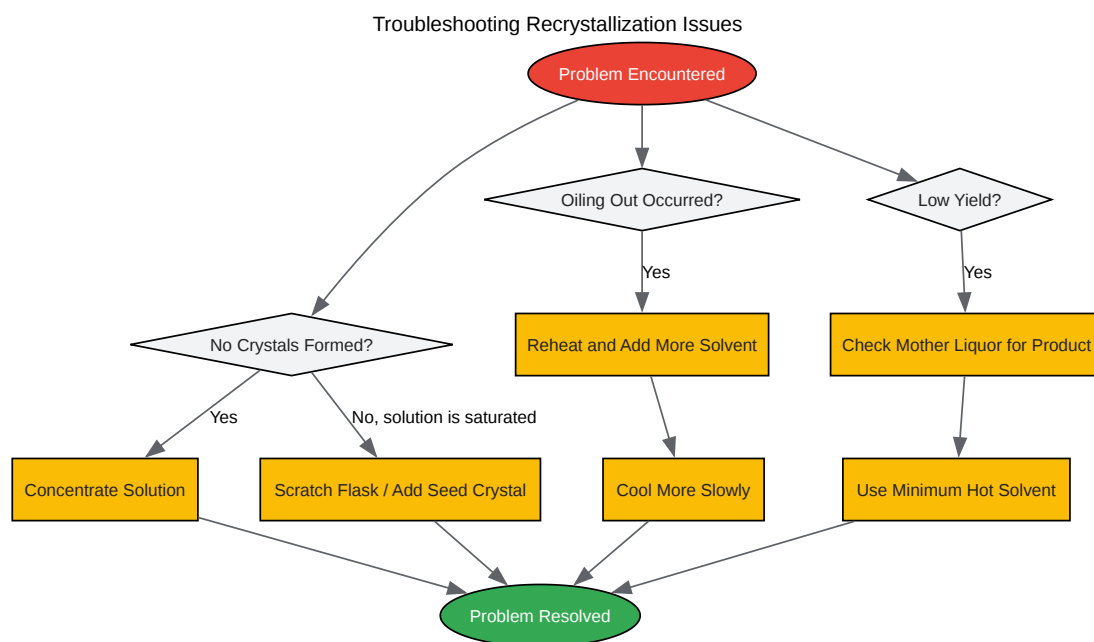 Troubleshooting Recrystallization Issues
Problem Encountered
Oiling Out Occurred?
Low Yield?
Yes
Yes
No Crystals Formed?
Reheat and Add More Solvent
Check Mother Liquor for Product
Yes
No, solution is saturated
Concentrate Solution
Scratch Flask / Add Seed Crystal
Cool More Slowly
Use Minimum Hot Solvent
Problem Resolved